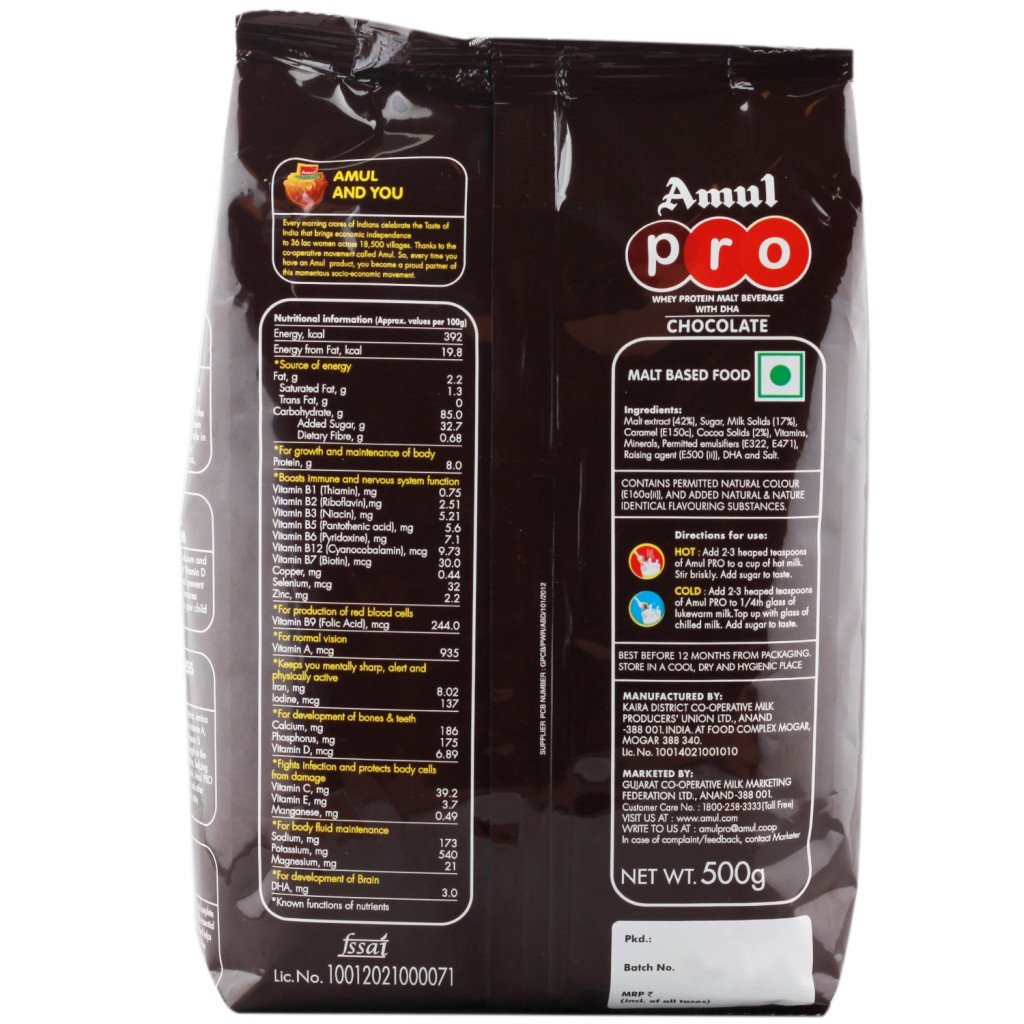 AMUL
AND YOU
Every morning crores of Indians celebrate the Taste of
India that brings economic independence
to 36 lac women across 18,500 villages. Thanks to the
co-operative movement called Amul. So, every time you
have an Amul product, you become a proud partner of
this momentous socio-economic movement.
Nutritional information (Approx. values per 100g)
Energy, kcal 392
Energy from Fat, kcal 19.8
*Source of energy
Fat, g 2.2
Saturated Fat, g 1.3
Trans Fat, g 0
Carbohydrate, g 85.0
Added Sugar, g 32.7
Dietary Fibre, g 0.68
*For growth and maintenance of body
Protein, g 8.0
*Boosts immune and nervous system function
Vitamin B1 (Thiamin), mg 0.75
Vitamin B2 (Riboflavin),mg 2.51
Vitamin B3 (Niacin), mg 5.21
Vitamin B5 (Pantothenic acid), mg 5.6
Vitamin B6 (Pyridoxine), mg 7.1
Vitamin B12 (Cyanocobalamin), mcg 9.73
Vitamin B7 (Biotin), mcg 30.0
Copper, mg 0.44
Selenium, mcg 32
Zinc, mg 2.2
*For production of red blood cells
Vitamin B9 (Folic Acid), mcg 244.0
*For normal vision
Vitamin A, mcg 935
*Keeps you mentally sharp, alert and
physically active
Iron, mg 8.02
Iodine, mcg 137
*For development of bones & teeth
Calcium, mg 186
Phosphorus, mg 175
Vitamin D, mcg 6.89
*Fights infection and protects body cells
from damage
Vitamin C, mg 39.2
Vitamin E, mg 3.7
Manganese, mg 0.49
*For body fluid maintenance
Sodium, mg 173
Potassium, mg 540
Magnesium, mg 21
*For development of Brain
DHA, mg 3.0
*Known functions of nutrients
fssai
Lic.No. 10012021000071
SUPPLIER PCB NUMBER : GPCB/PWR/ABD/101/2012
Amul
pro
WHEY PROTEIN MALT BEVERAGE
WITH DHA
CHOCOLATE
MALT BASED FOOD
Ingredients:
Malt extract (42%), Sugar, Milk Solids (17%),
Caramel (E150c), Cocoa Solids (2%), Vitamins,
Minerals, Permitted emulsifiers (E322, E471),
Raising agent (E500 (ii)), DHA and Salt.
CONTAINS PERMITTED NATURAL COLOUR
(E160a(ii)), AND ADDED NATURAL & NATURE
IDENTICAL FLAVOURING SUBSTANCES.
Directions for use:
HOT : Add 2-3 heaped teaspoons
of Amul PRO to a cup of hot milk.
Stir briskly. Add sugar to taste.
COLD : Add 2-3 heaped teaspoons
of Amul PRO to 1/4th glass of
lukewarm milk.Top up with glass of
chilled milk. Add sugar to taste.
BEST BEFORE 12 MONTHS FROM PACKAGING.
STORE IN A COOL, DRY AND HYGIENIC PLACE
MANUFACTURED BY:
KAIRA DISTRICT CO-OPERATIVE MILK
PRODUCERS' UNION LTD., ANAND
-388 001.INDIA. AT FOOD COMPLEX MOGAR,
MOGAR 388 340.
Lic. No. 10014021001010
MARKETED BY:
GUJARAT CO-OPERATIVE MILK MARKETING
FEDERATION LTD., ANAND-388 001.
Customer Care No. : 1800-258-3333(Toll Free)
VISIT US AT : www.amul.com
WRITE TO US AT : amulpro@amul.coop
In case of complaint/feedback, contact Marketer
NET WT. 500g
Pkd.:
Batch No.
MRP ₹
(incl. of all taxes)